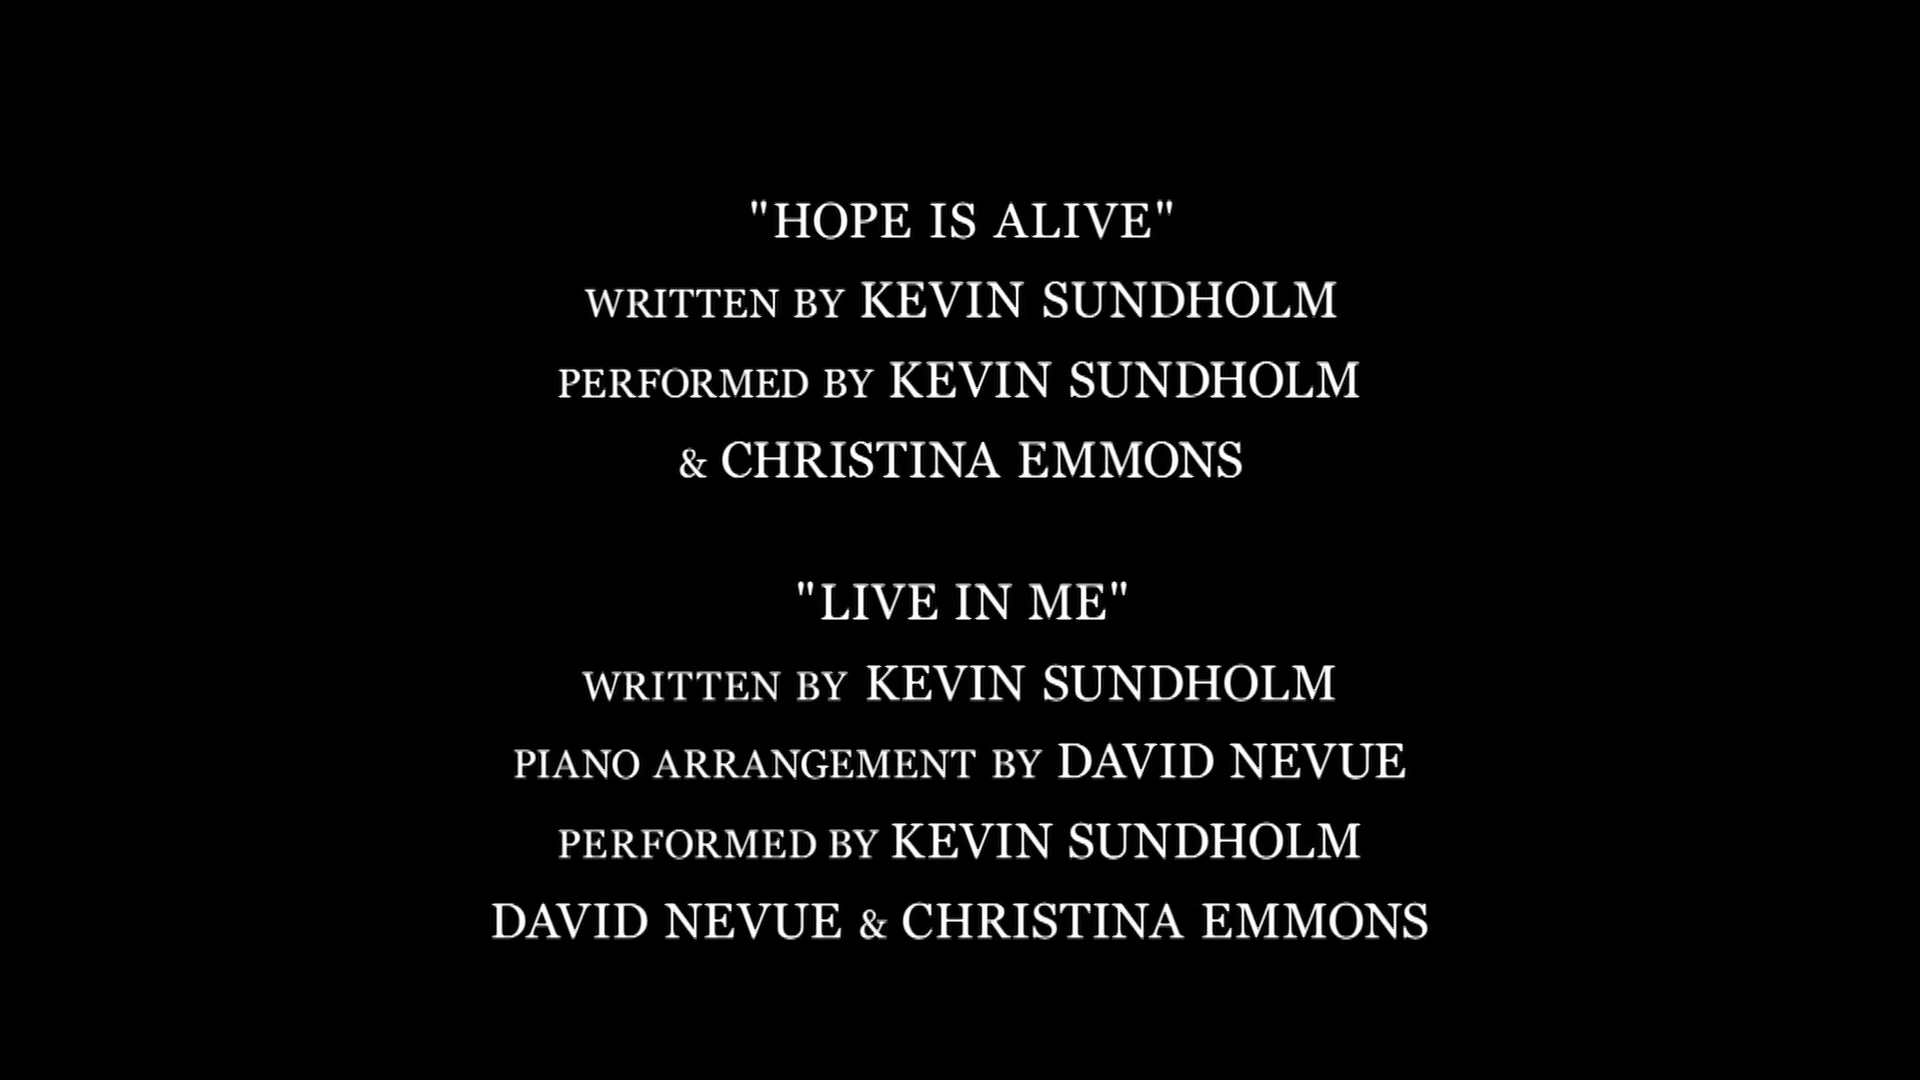 "HOPE IS ALIVE"
WRITTEN BY KEVIN SUNDHOLM
PERFORMED BY KEVIN SUNDHOLM
& CHRISTINA EMMONS
"LIVE IN ME"
WRITTEN BY KEVIN SUNDHOLM
PIANO ARRANGEMENT BY DAVID NEVUE
PERFORMED BY KEVIN SUNDHOLM
DAVID NEVUE & CHRISTINA EMMONS